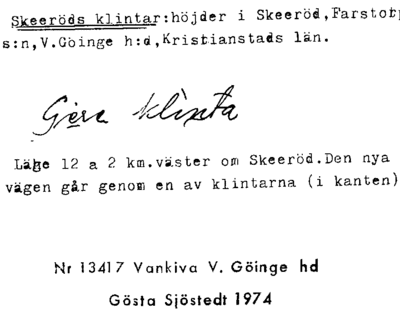 Skeeröds klintar:höjder i Skeeröd,Farstorp
s:n,V.Göinge h:d,Kristianstads län.
klinta
Läge 12 a 2 km.väster om Skeeröd.Den nya
vägen går genom en av klintarna (i kanten)
Nr 13417 Vankiva V. Göinge hd
Gösta Sjöstedt 1974